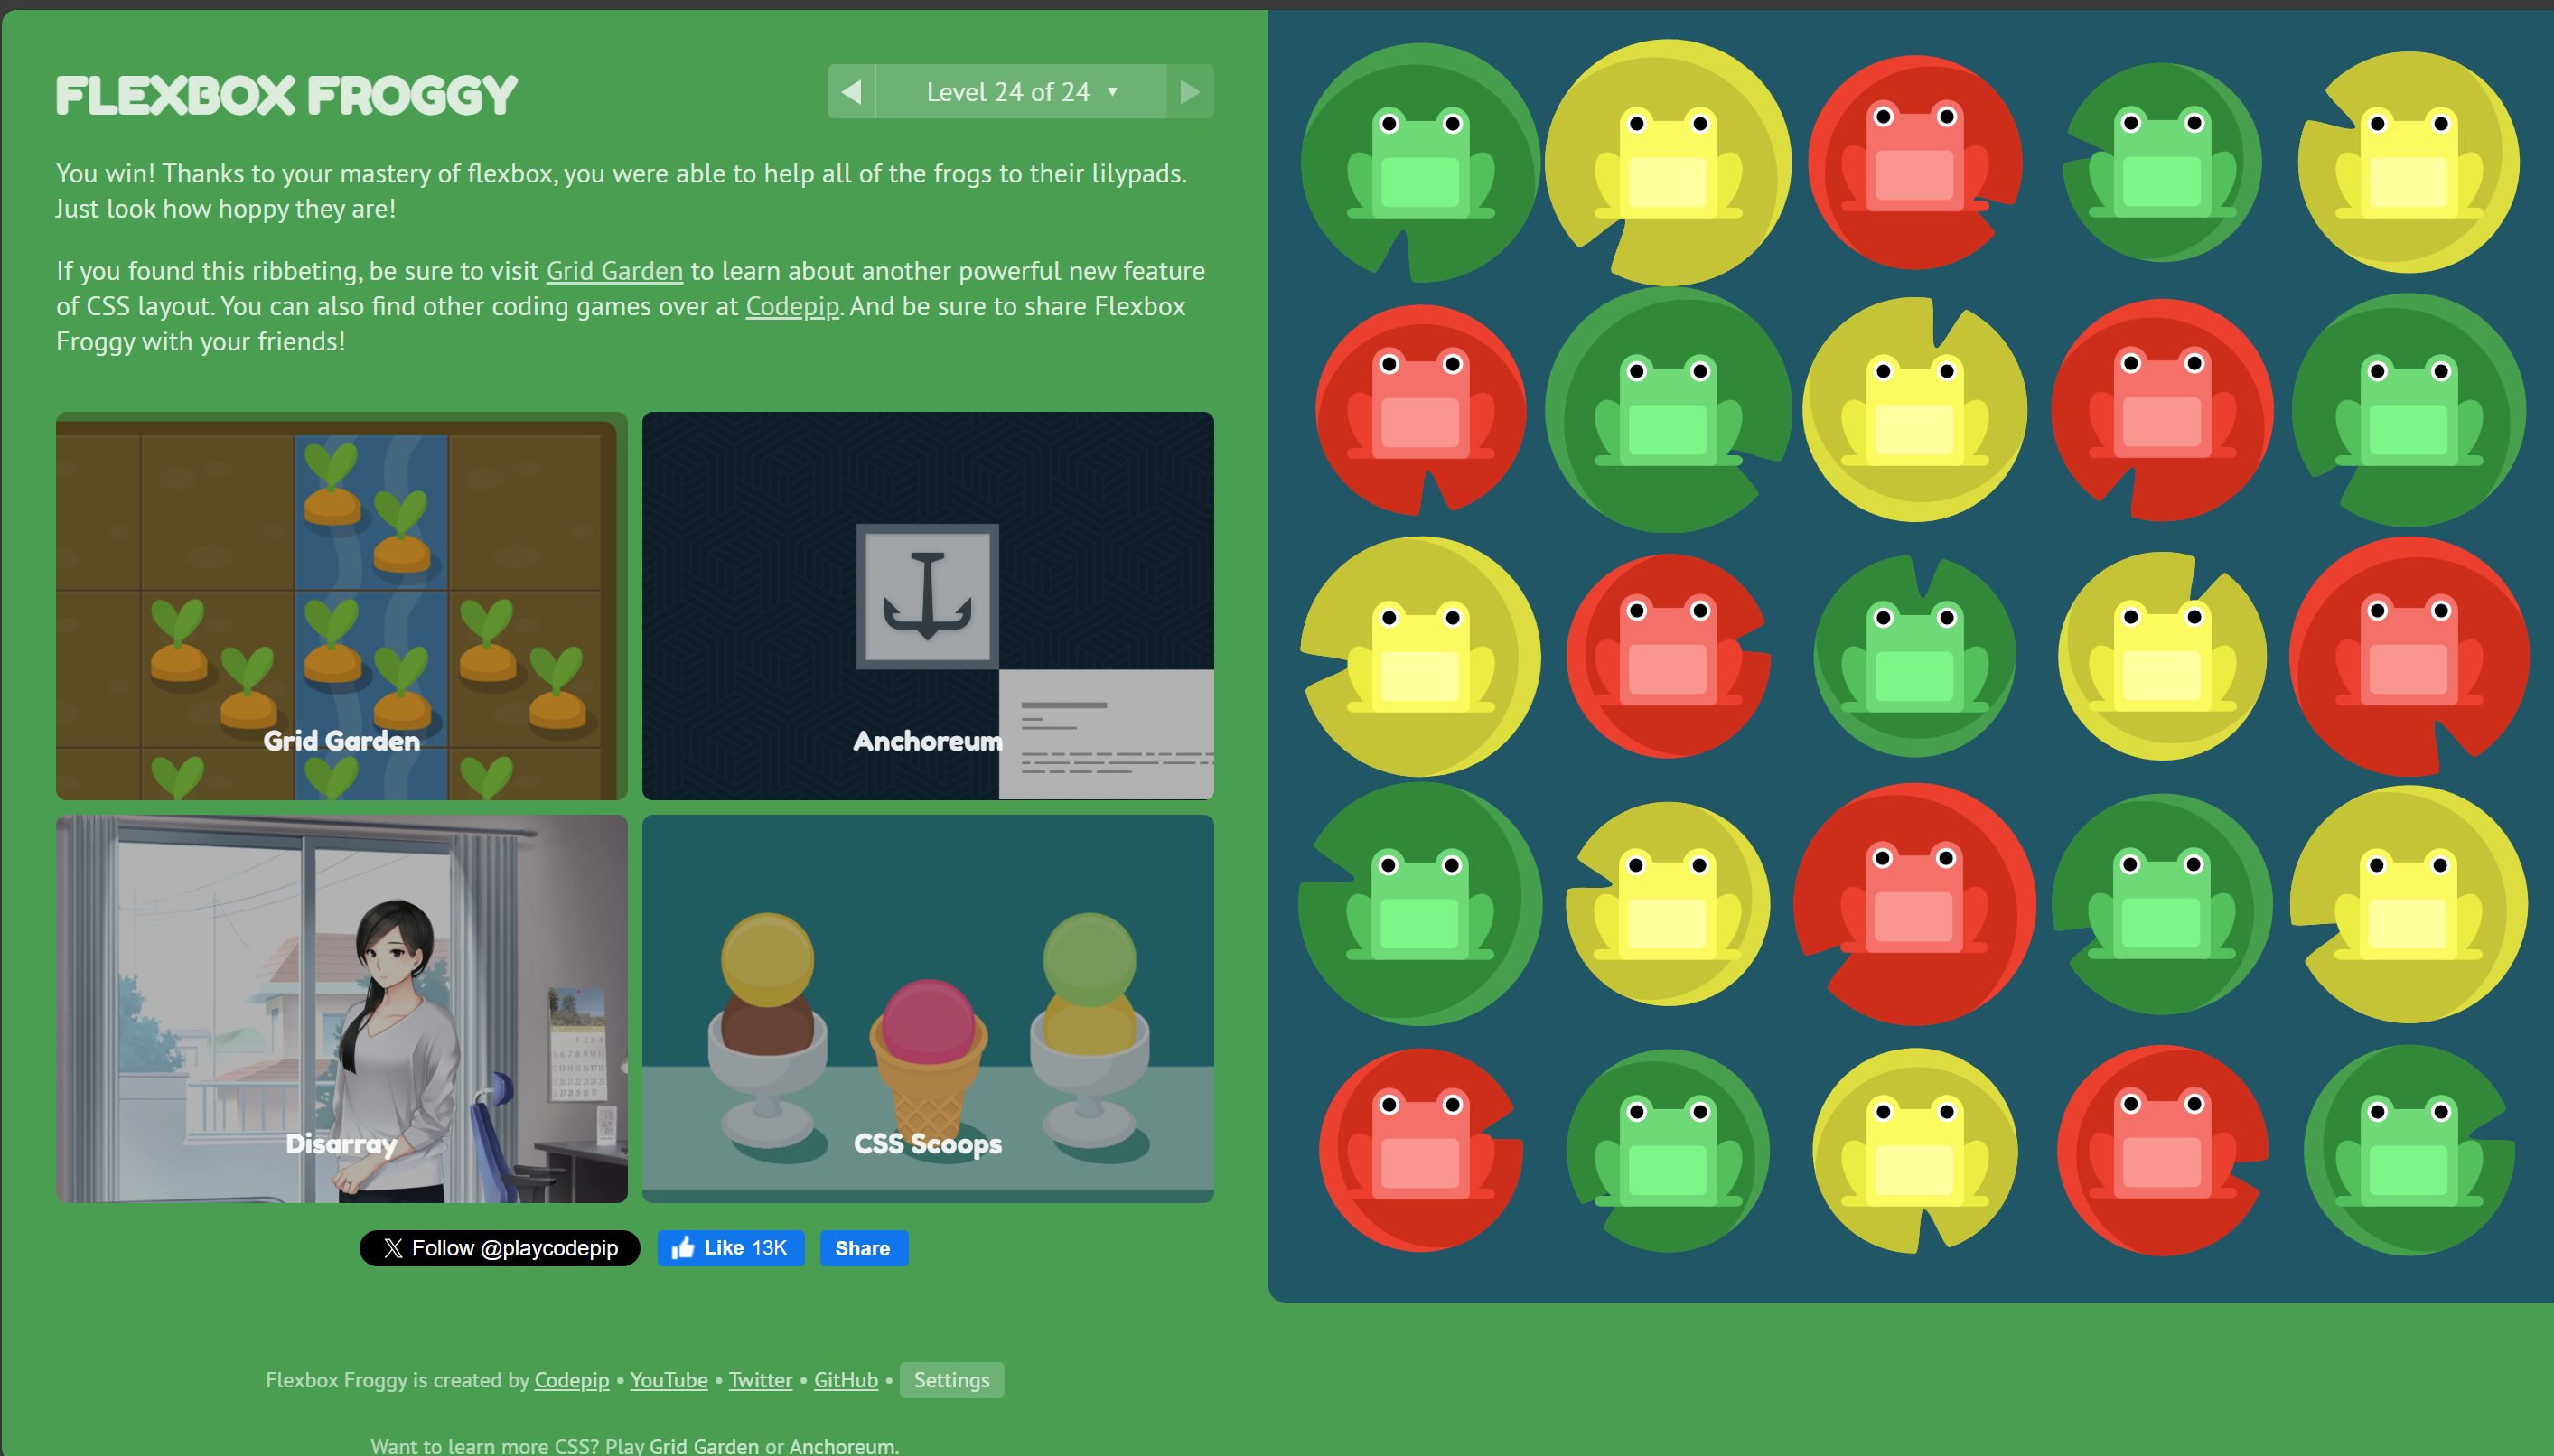 FLEXBOX FROGGY
Level 24 of 24 ▼
You win! Thanks to your mastery of flexbox, you were able to help all of the frogs to their lilypads.
Just look how hoppy they are!
If you found this ribbeting, be sure to visit Grid Garden to learn about another powerful new feature
of CSS layout. You can also find other coding games over at Codepip. And be sure to share Flexbox
Froggy with your friends!
Grid Garden
Anchoreum
Disarray
CSS Scoops
Follow @playcodepip
Like 13K
Share
Flexbox Froggy is created by Codepip • YouTube • Twitter • GitHub • Settings
Want to learn more CSS? Play Grid Garden or Anchoreum.